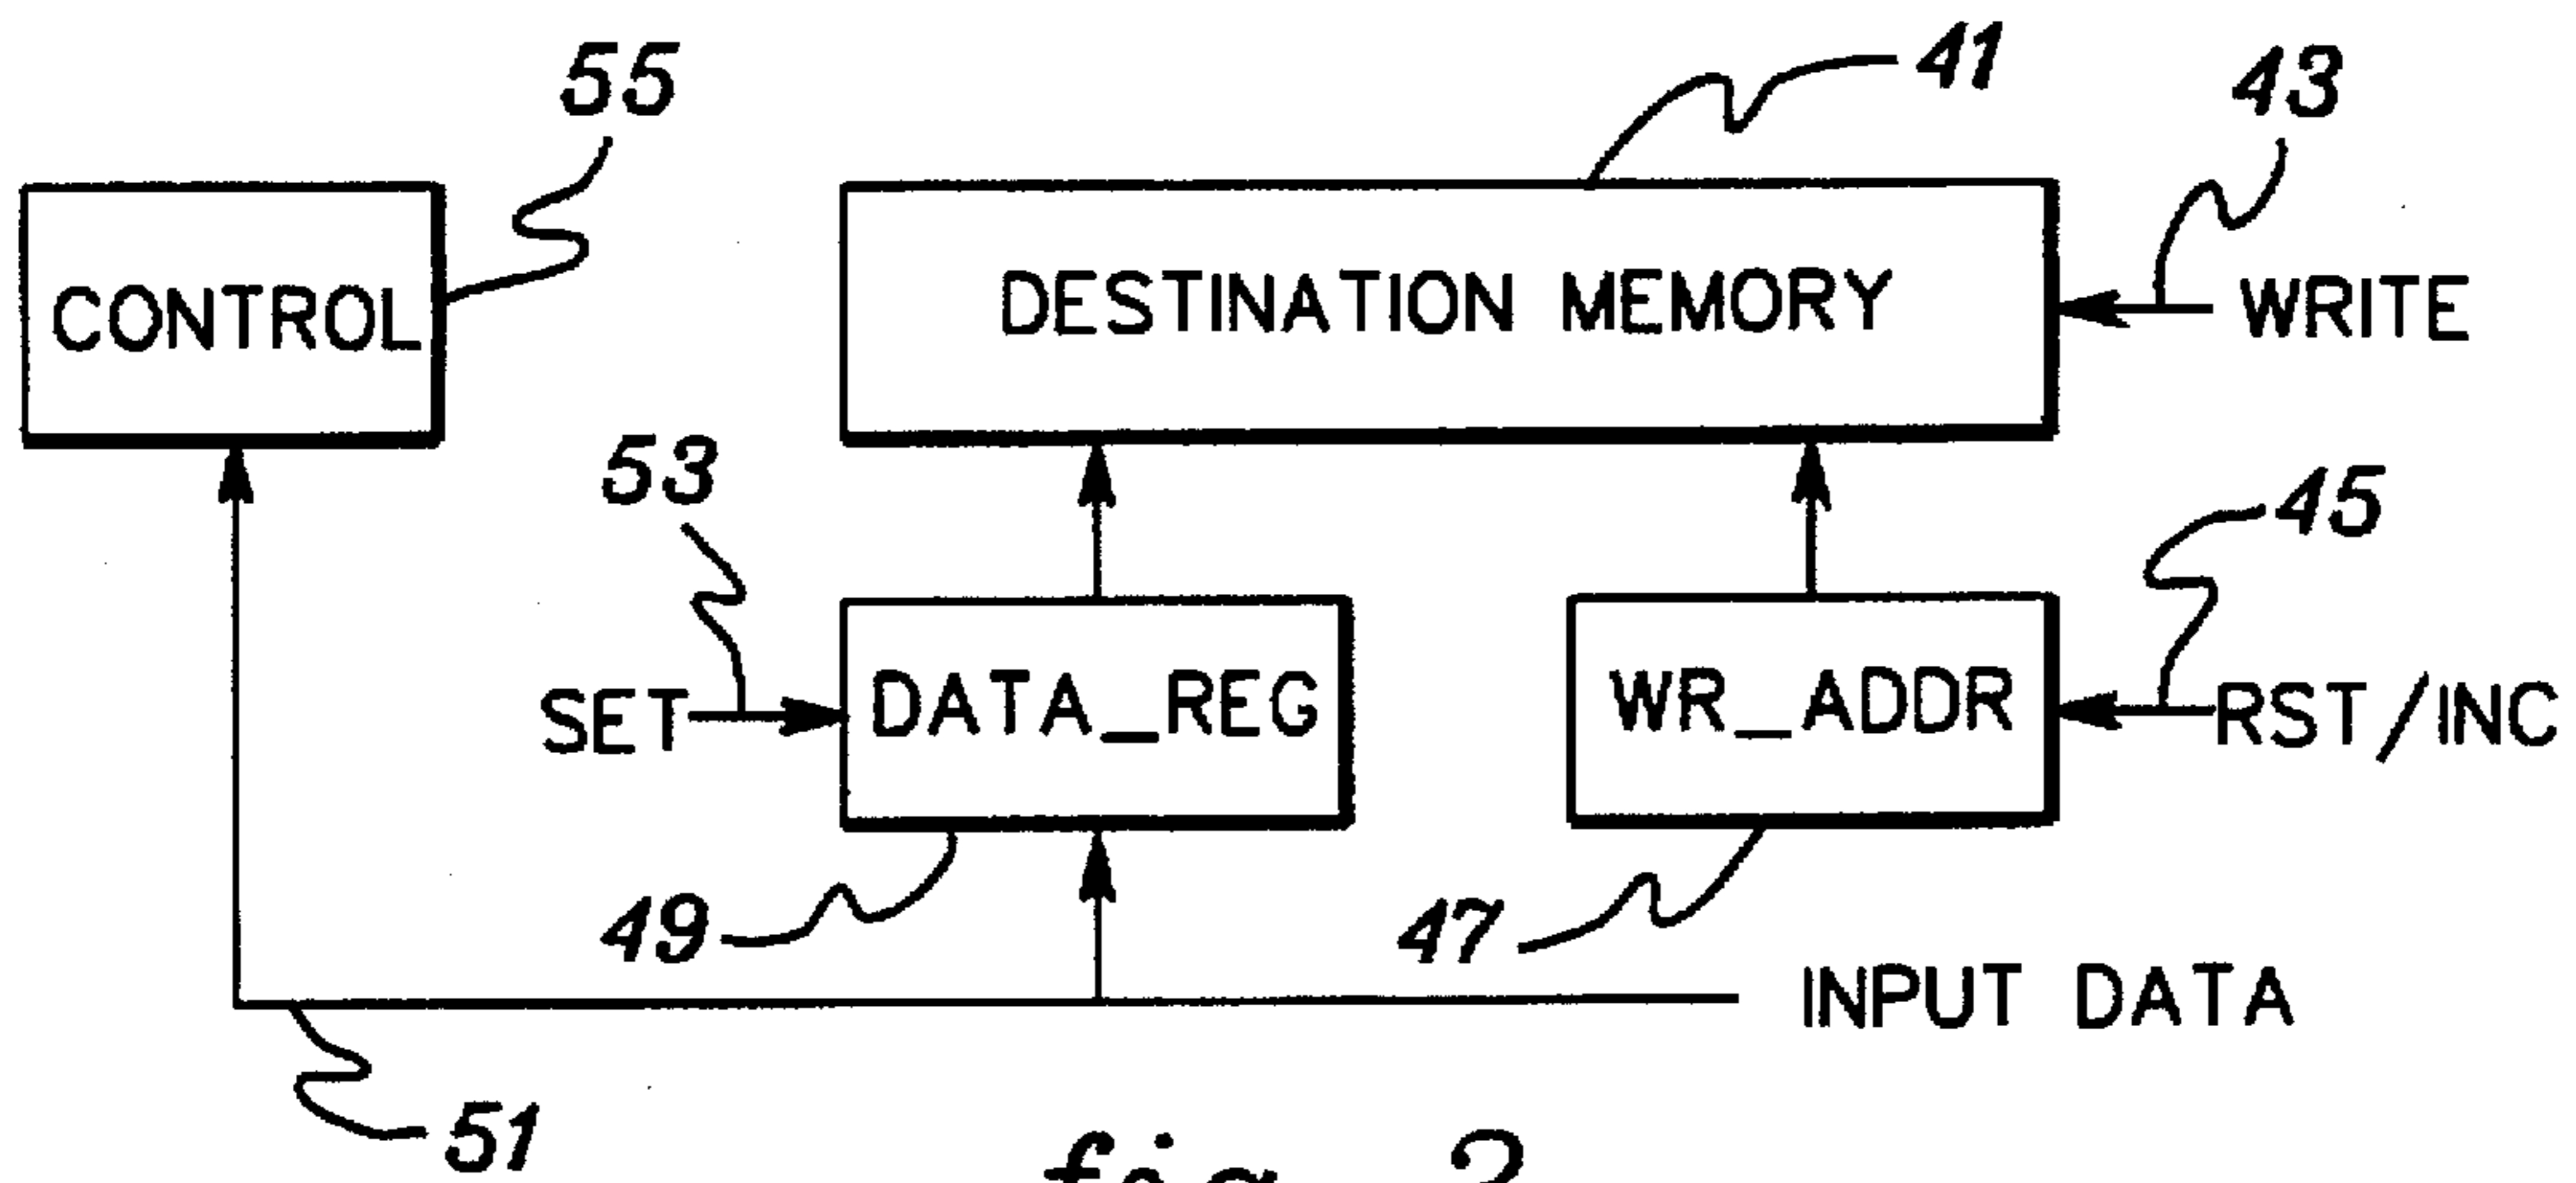 55
41
43
CONTROL
DESTINATION MEMORY
WRITE
53
45
SET
DATA_REG
WR_ADDR
RST/INC
49
47
INPUT DATA
51